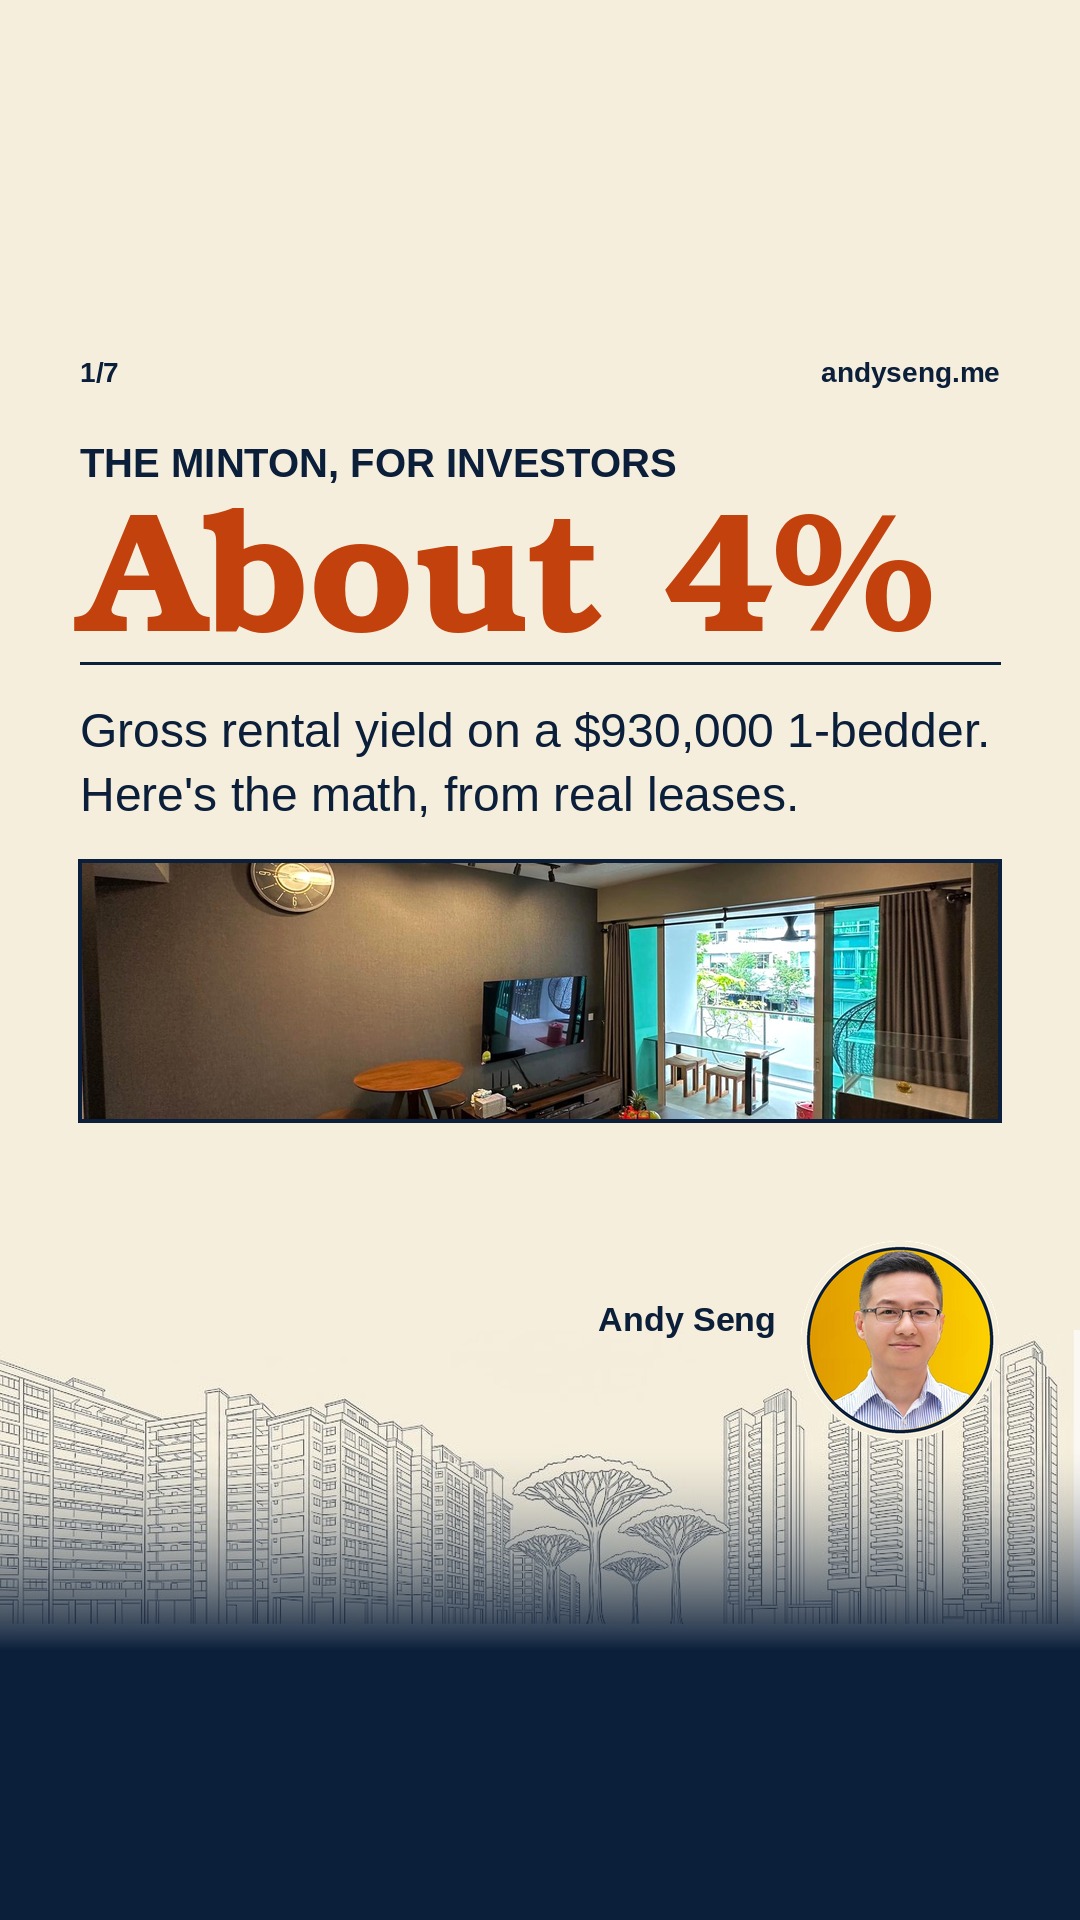 1/7
andyseng.me
THE MINTON, FOR INVESTORS
About 4%
Gross rental yield on a $930,000 1-bedder.
Here's the math, from real leases.
Andy Seng